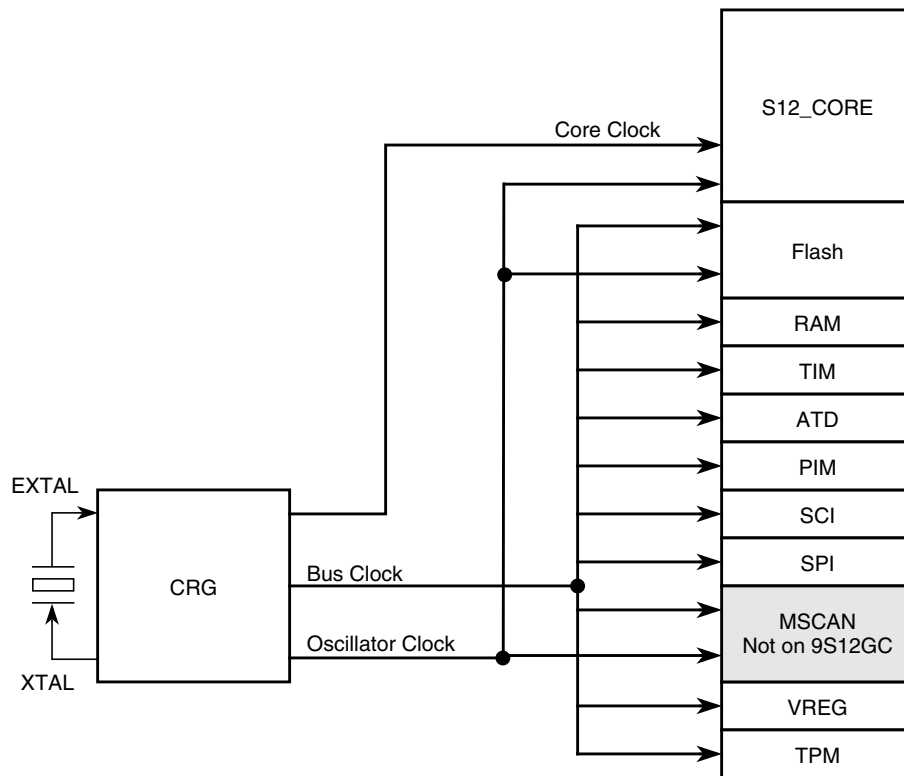 S12_CORE
Core Clock
Flash
RAM
TIM
ATD
PIM
EXTAL
SCI
SPI
CRG
Bus Clock
MSCAN
Not on 9S12GC
Oscillator Clock
XTAL
VREG
TPM